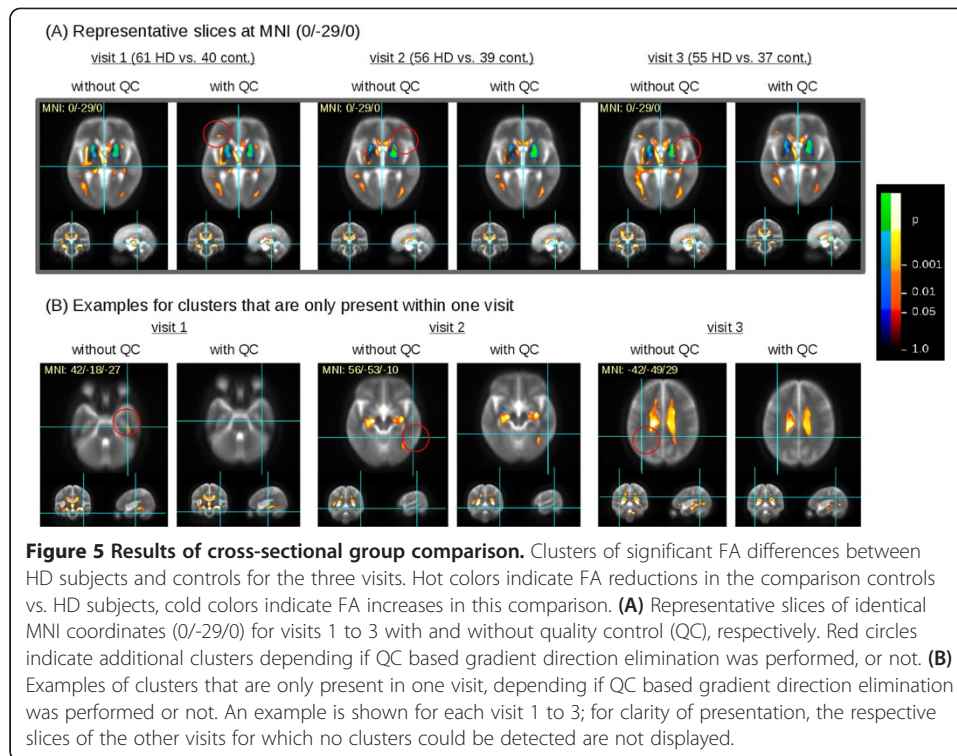 (A) Representative slices at MNI (0/-29/0)
visit 1 (61 HD vs. 40 cont.) visit 2 (56 HD vs. 39 cont.) visit 3 (55 HD vs. 37 cont.)
without QC with QC without QC with QC without QC with QC
MNI: 0/-29/0 MNI: 0/-29/0 MNI: 0/-29/0
p
0.001
0.01
0.05
1.0
(B) Examples for clusters that are only present within one visit
visit 1 visit 2 visit 3
without QC with QC without QC with QC without QC with QC
MNI: 42/-18/-27 MNI: 56/-53/-10 MNI: -42/-49/29
Figure 5 Results of cross-sectional group comparison. Clusters of significant FA differences between
HD subjects and controls for the three visits. Hot colors indicate FA reductions in the comparison controls
vs. HD subjects, cold colors indicate FA increases in this comparison. (A) Representative slices of identical
MNI coordinates (0/-29/0) for visits 1 to 3 with and without quality control (QC), respectively. Red circles
indicate additional clusters depending if QC based gradient direction elimination was performed, or not. (B)
Examples of clusters that are only present in one visit, depending if QC based gradient direction elimination
was performed or not. An example is shown for each visit 1 to 3; for clarity of presentation, the respective
slices of the other visits for which no clusters could be detected are not displayed.